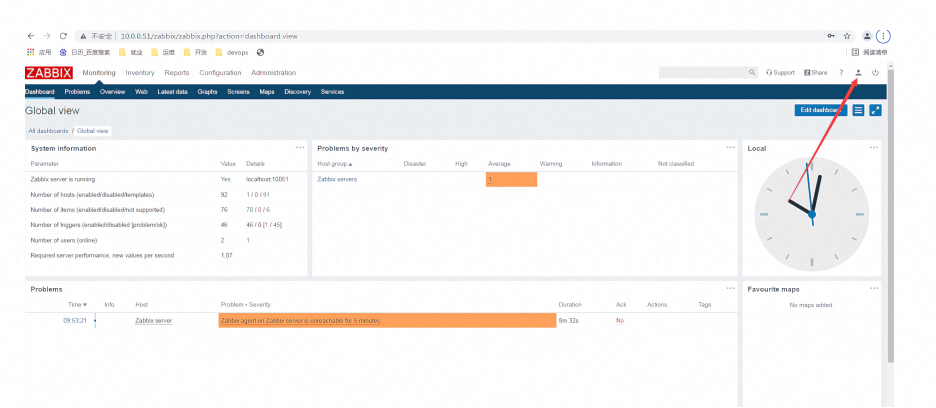 不安全 | 10.0.0.51/zabbix/zabbix.php?action=dashboard.view
应用 日历_百度搜索 就业 运维 开发 devops 阅读清单
ZABBIX Monitoring Inventory Reports Configuration Administration Support Share ?
Dashboard Problems Overview Web Latest data Graphs Screens Maps Discovery Services
Global view Edit dashboard
All dashboards / Global view
System information Problems by severity Local
Parameter Value Details Host group Disaster High Average Warning Information Not classified
Zabbix server is running Yes localhost:10051 Zabbix servers 1
Number of hosts (enabled/disabled/templates) 92 1 / 0 / 91
Number of items (enabled/disabled/not supported) 76 70 / 0 / 6
Number of triggers (enabled/disabled [problem/ok]) 46 46 / 0 [1 / 45]
Number of users (online) 2 1
Required server performance, new values per second 1.07
Problems Favourite maps
Time Info Host Problem • Severity Duration Ack Actions Tags No maps added
09:53:21 Zabbix server Zabbix agent on Zabbix server is unreachable for 5 minutes 8m 32s No